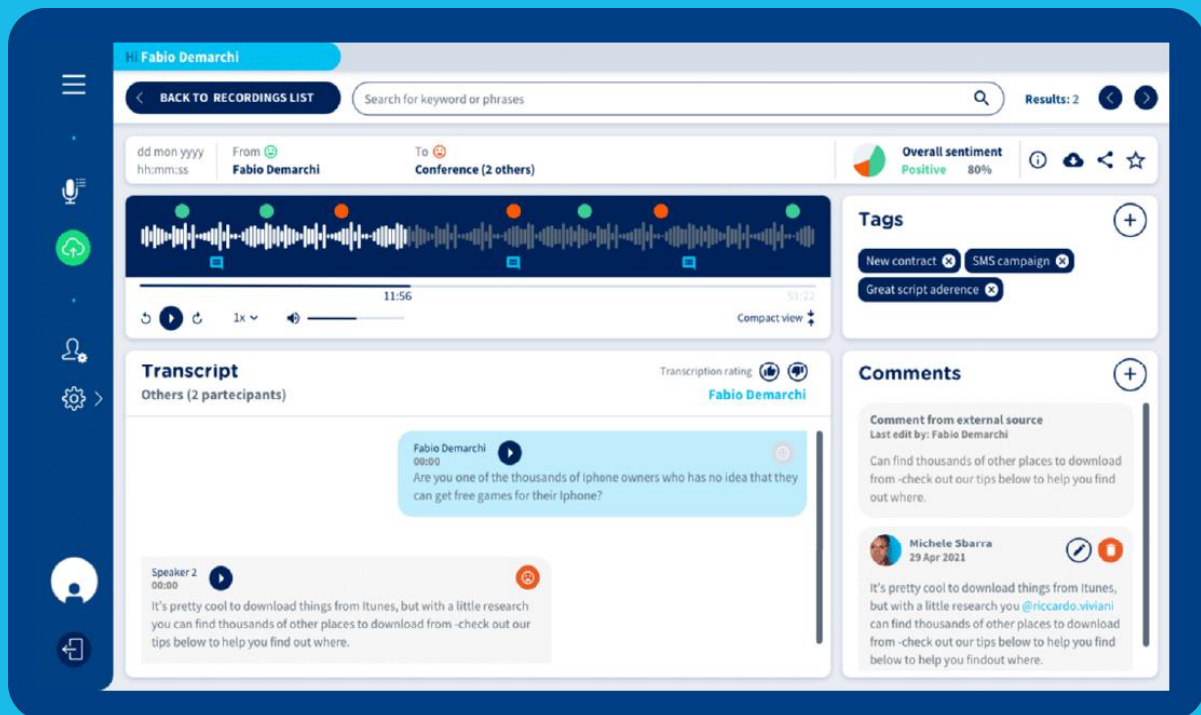 Hi Fabio Demarchi
BACK TO RECORDINGS LIST
Search for keyword or phrases
Results: 2
dd mon yyyy
hh:mm:ss
From
Fabio Demarchi
To
Conference (2 others)
Overall sentiment
Positive 80%
11:56
51:22
1x
Compact view
Tags
New contract
SMS campaign
Great script aderence
Transcript
Others (2 partecipants)
Transcription rating
Fabio Demarchi
Fabio Demarchi
00:00
Are you one of the thousands of Iphone owners who has no idea that they
can get free games for their Iphone?
Speaker 2
00:00
It's pretty cool to download things from Itunes, but with a little research
you can find thousands of other places to download from -check out our
tips below to help you find out where.
Comments
Comment from external source
Last edit by: Fabio Demarchi
Can find thousands of other places to download
from -check out our tips below to help you find
out where.
Michele Sbarra
29 Apr 2021
It's pretty cool to download things from Itunes,
but with a little research you @riccardo.viviani
can find thousands of other places to download
from -check out our tips below to help you find
below to help you findout where.